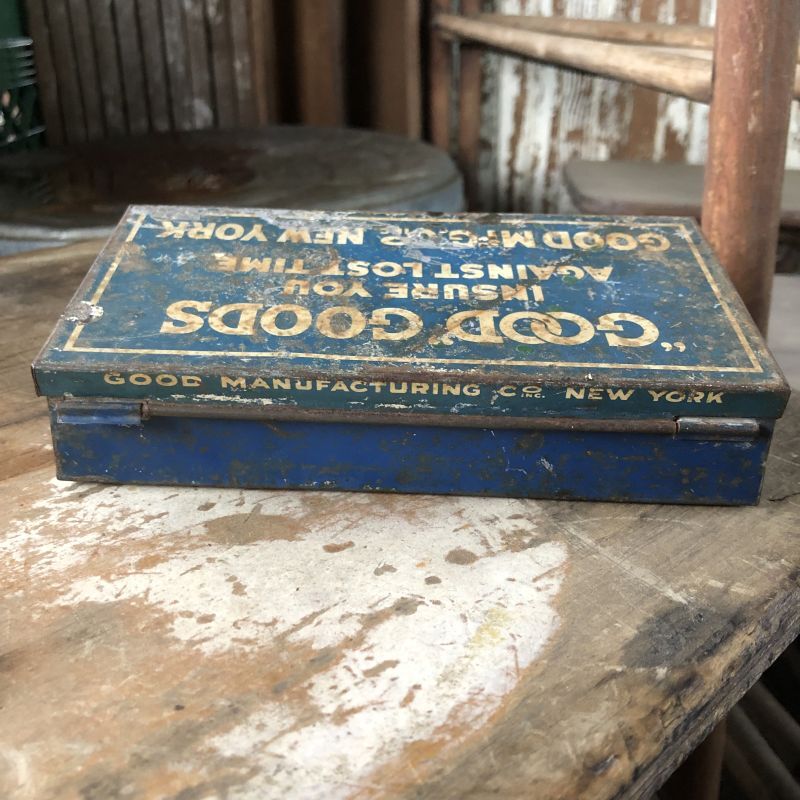 "GOOD" GOODS
INSURE YOU
AGAINST LOST TIME
GOOD MFG. CO. NEW YORK
GOOD MANUFACTURING CO. INC. NEW YORK